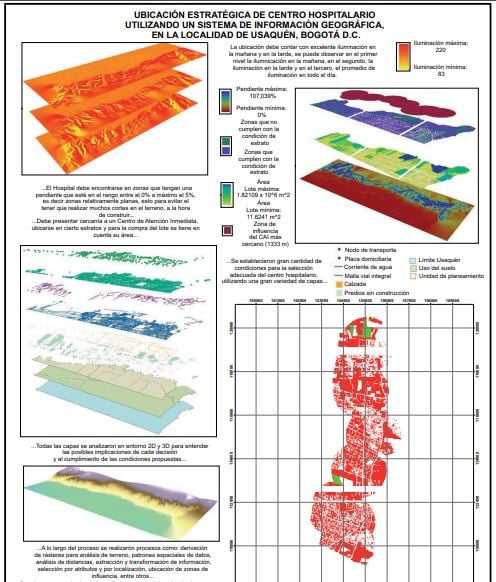 UBICACIÓN ESTRATÉGICA DE CENTRO HOSPITALARIO
UTILIZANDO UN SISTEMA DE INFORMACIÓN GEOGRÁFICA,
EN LA LOCALIDAD DE USAQUÉN, BOGOTÁ D.C.
La ubicación debe contar con excelente iluminación en
la mañana y en la tarde, se puede observar en el primer
nivel la iluminicación en la mañana, en el segundo, la
iluminación en la tarde y en el tercero, el promedio de
iluminación en todo el día.
Iluminación máxima:
220
Iluminación mínima:
83
Pendiente máxima:
107,039%
Pendiente mínima:
0%
Zonas que no
cumplen con la
condición de
estrato
Zonas que
cumplen con la
condición de
estrato
Área
Lote máxima:
1.82109 x 10^6 m^2
Área
Lote mínima:
11.6241 m^2
Zona de
influencia
del CAI más
cercano (1333 m)
...El Hospital debe encontrarse en zonas que tengan una
pendiente que esté en el rango entre el 0% a máximo el 5%,
es decir zonas relativamente planas, esto para evitar el
tener que realizar muchos cortes en el terreno, a la hora
de construir...
...Debe presentar cercanía a un Centro de Atención Inmediata,
ubicarse en cierto estratos y para la compra del lote se tiene en
cuanta su área...
...Se establecieron gran cantidad de
condiciones para la selección
adecuada del centro hospitalario,
utilizando una gran variedad de capas...
Nodo de transporte
Placa domiciliaria
Corriente de agua
Malla vial integral
Calzada
Predios sin construcción
Límite Usaquén
Uso del suelo
Unidad de planeamiento
...Todas las capas se analizaron en entorno 2D y 3D para entender
las posibles implicaciones de cada decisión
y el cumplimiento de las condiciones propuestas...
...A lo largo del proceso se realizarón procesos como: derivación
de rásteres para análisis de terreno, patrones espaciales de datos,
análisis de distancias, extracción y transformación de información,
selección por atributos y por localización, ubicación de zonas de
influencia, entre otros...